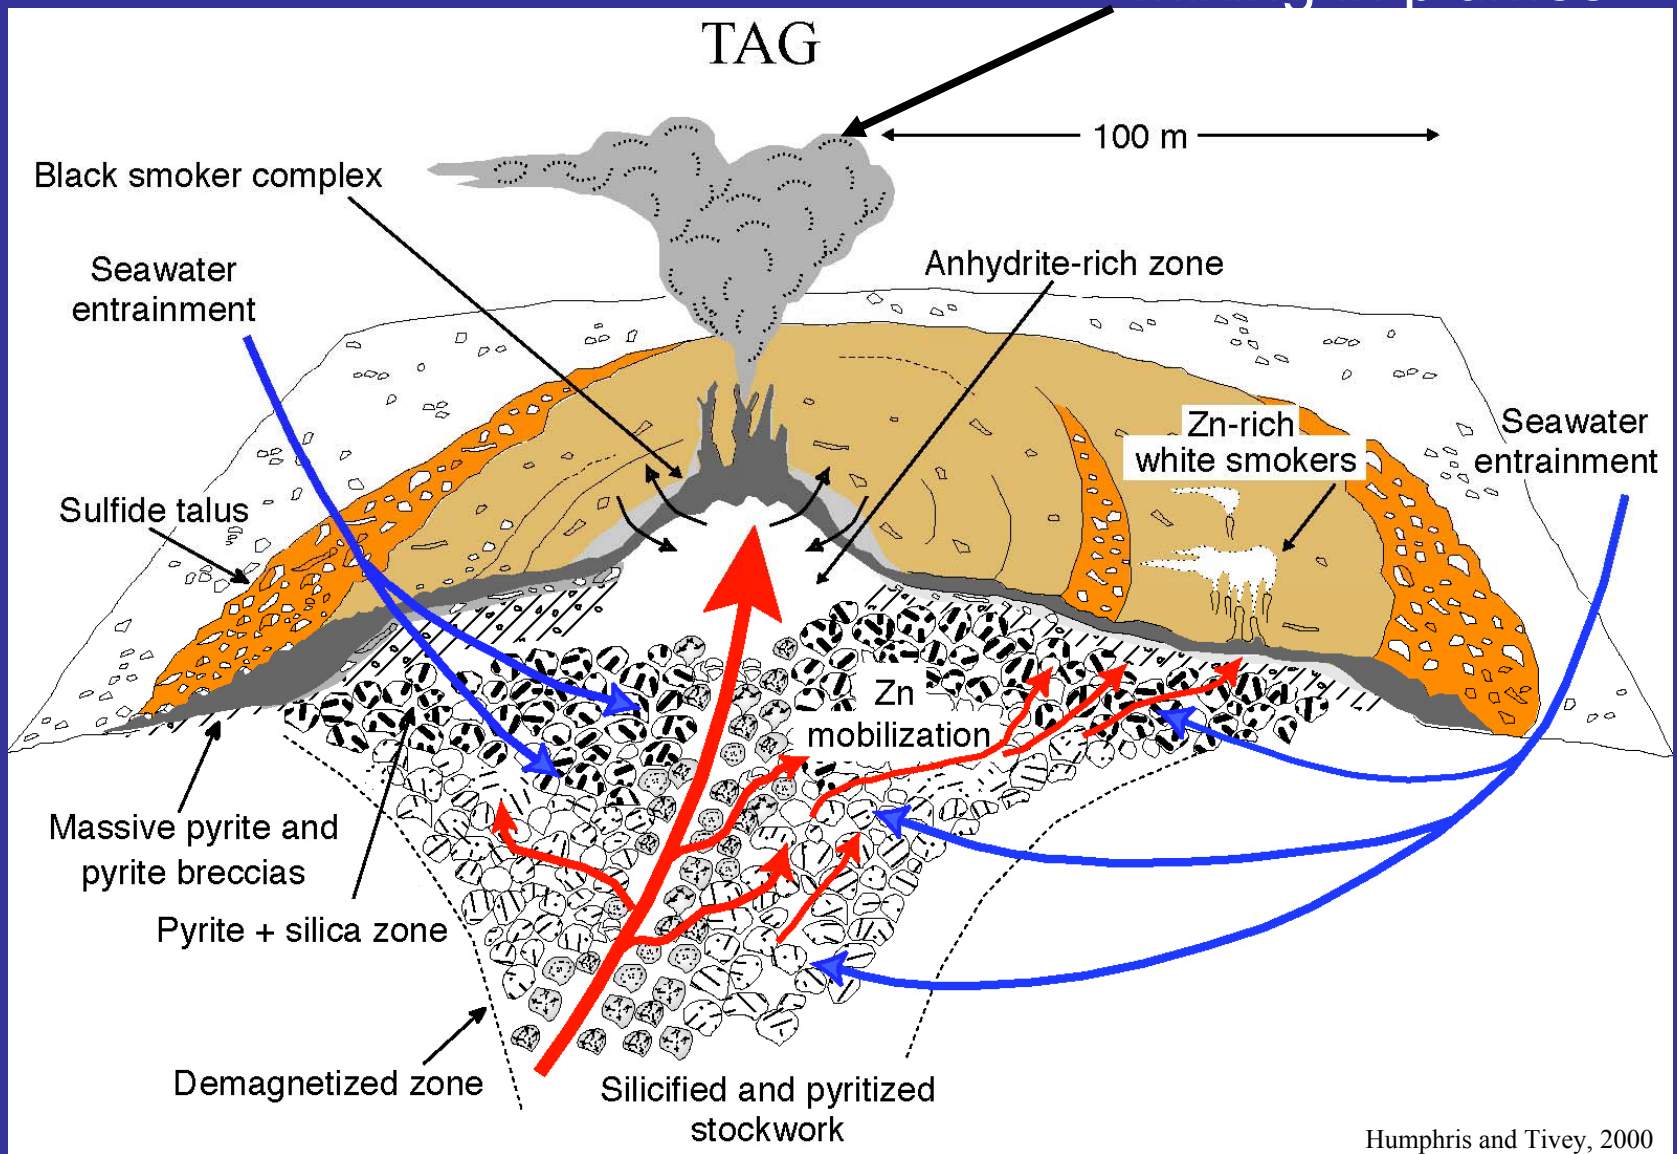 TAG
100 m
Black smoker complex
Seawater
entrainment
Anhydrite-rich zone
Zn-rich
white smokers
Seawater
entrainment
Sulfide talus
Zn
mobilization
Massive pyrite and
pyrite breccias
Pyrite + silica zone
Demagnetized zone
Silicified and pyritized
stockwork
Humphris and Tivey, 2000